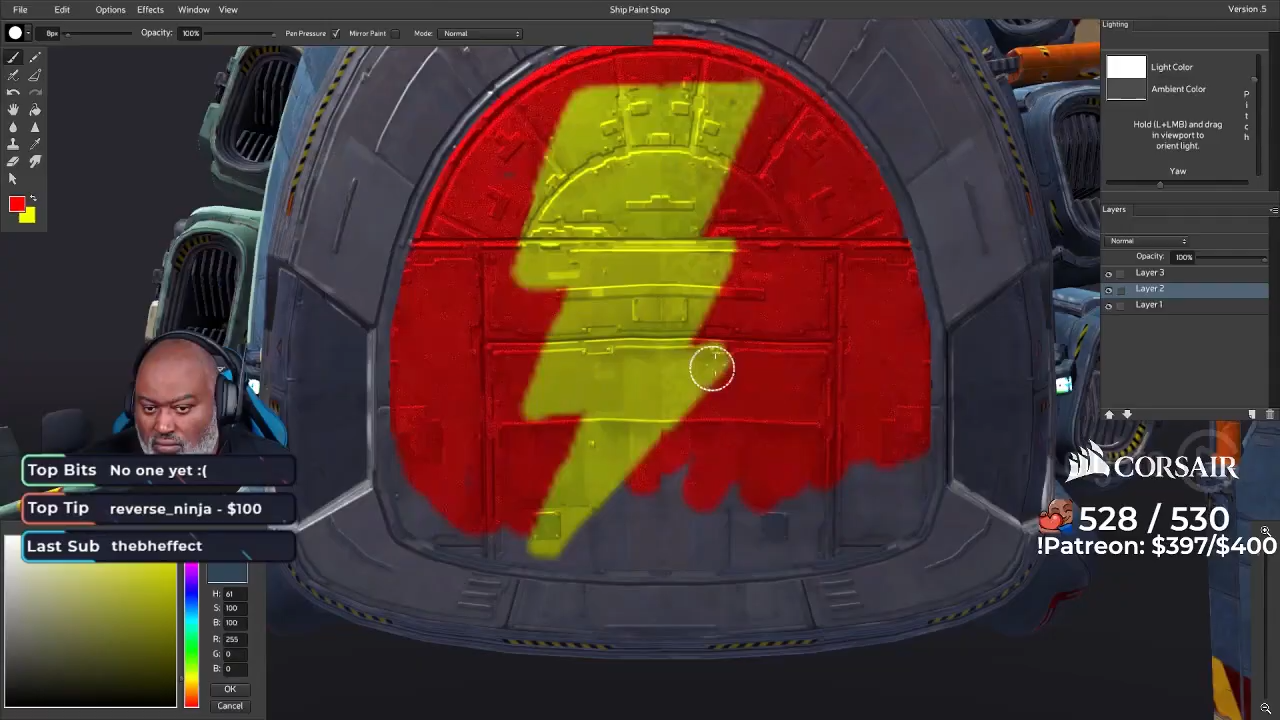 File Edit Options Effects Windows View Ship Paint Shop Version .5
8px Opacity: 100% Pen Pressure Mirror Paint Mode: Normal
Lighting
Light Color
Ambient Color
Pitch
Hold (L+LMB) and drag
in viewport to
orient light.
Yaw
Layers
Normal
Opacity: 100%
Layer 3
Layer 2
Layer 1
CORSAIR
Top Bits No one yet :(
Top Tip reverse_ninja - $100
Last Sub thebheffect
528 / 530
!Patreon: $397/$400
H: 61
S: 100
B: 100
R: 255
G: 0
B: 0
OK
Cancel